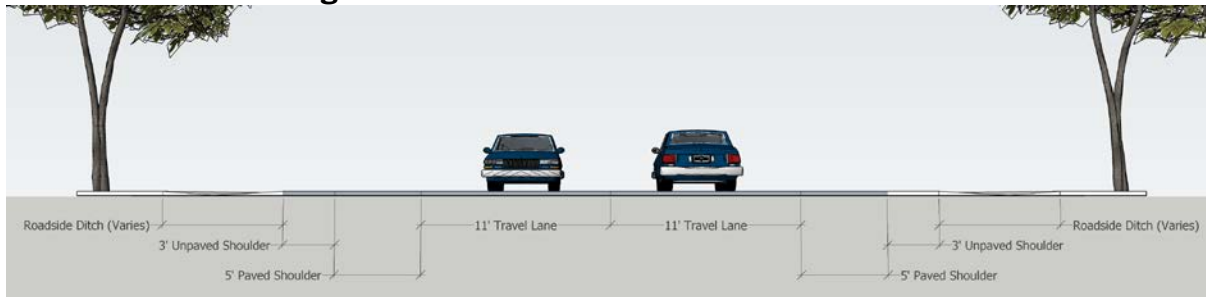 Roadside Ditch (Varies) 11' Travel Lane 11' Travel Lane Roadside Ditch (Varies)
3' Unpaved Shoulder 3' Unpaved Shoulder
5' Paved Shoulder 5' Paved Shoulder